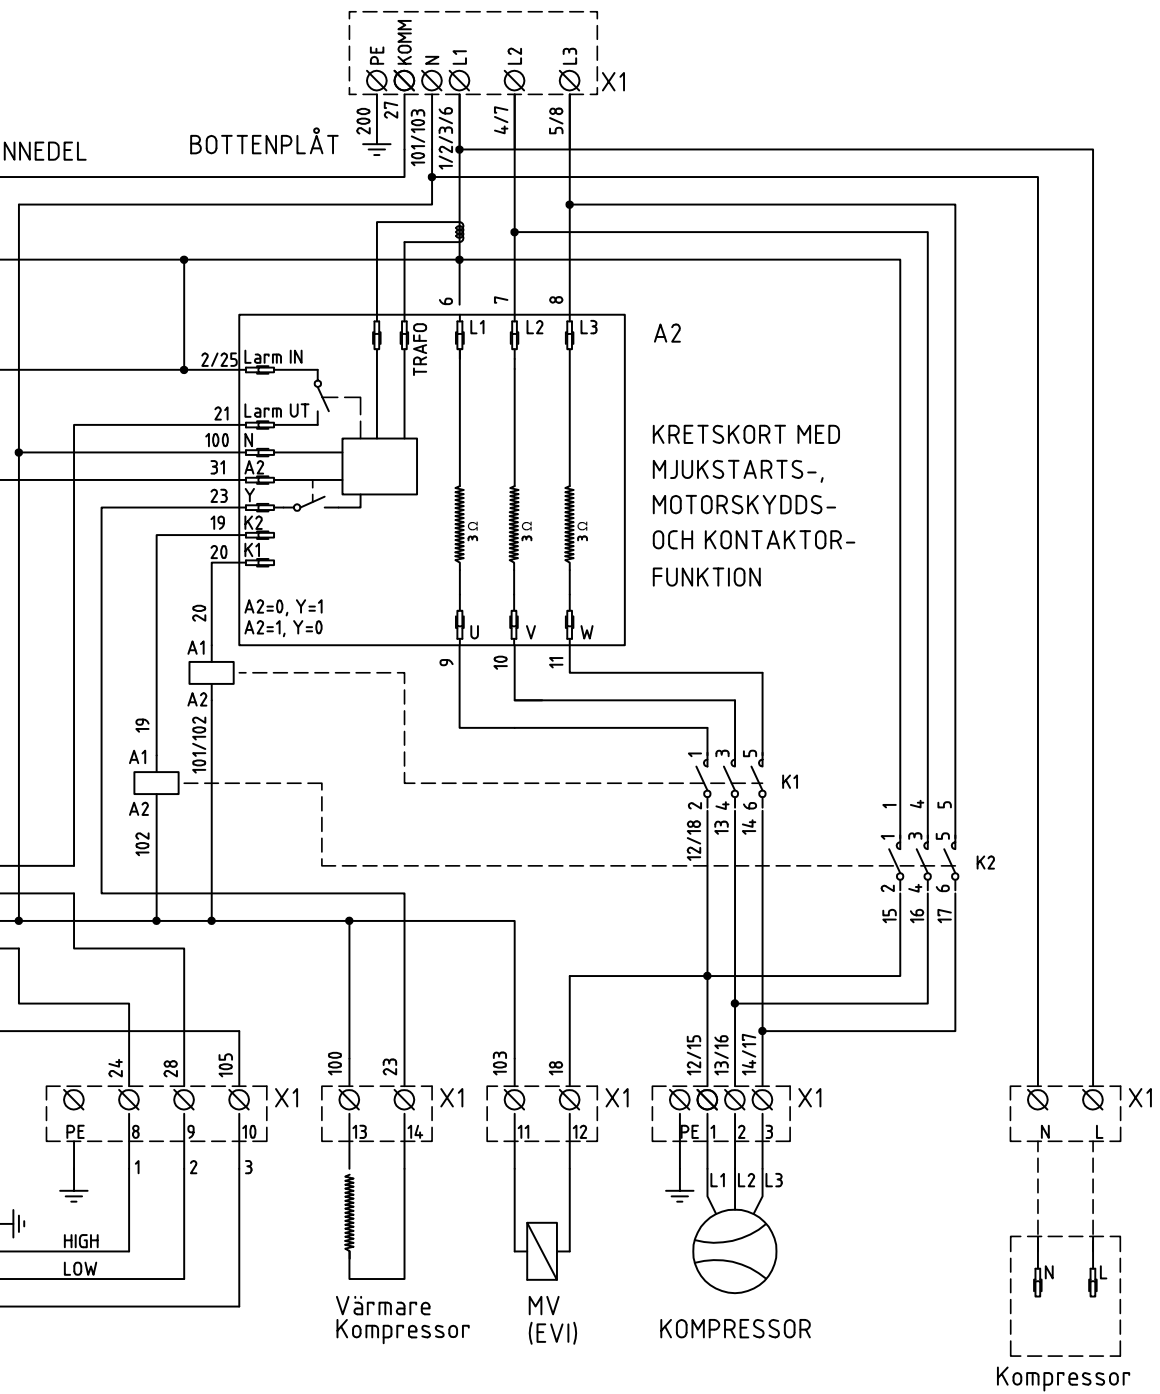 PE
KOMM
N
L1
L2
L3
X1
200
27
101/103
1/2/3/6
4/7
5/8
NNEDEL
BOTTENPLÅT
6
7
8
TRAFO
L1
L2
L3
A2
2/25
Larm IN
21
Larm UT
100
N
31
A2
23
Y
19
K2
20
K1
3 Ω
3 Ω
3 Ω
KRETSKORT MED
MJUKSTARTS-,
MOTORSKYDDS-
OCH KONTAKTOR-
FUNKTION
A2=0, Y=1
A2=1, Y=0
U
V
W
20
9
10
11
A1
A2
19
101/102
A1
A2
102
1
3
5
K1
2
4
6
12/18
13
14
1
4
5
1
3
5
K2
2
4
6
15
16
17
24
28
105
100
23
103
18
12/15
13/16
14/17
X1
X1
X1
X1
X1
PE
8
9
10
13
14
11
12
PE
1
2
3
N
L
1
2
3
L1
L2
L3
HIGH
LOW
N
L
Värmare
Kompressor
MV
(EVI)
KOMPRESSOR
Kompressor